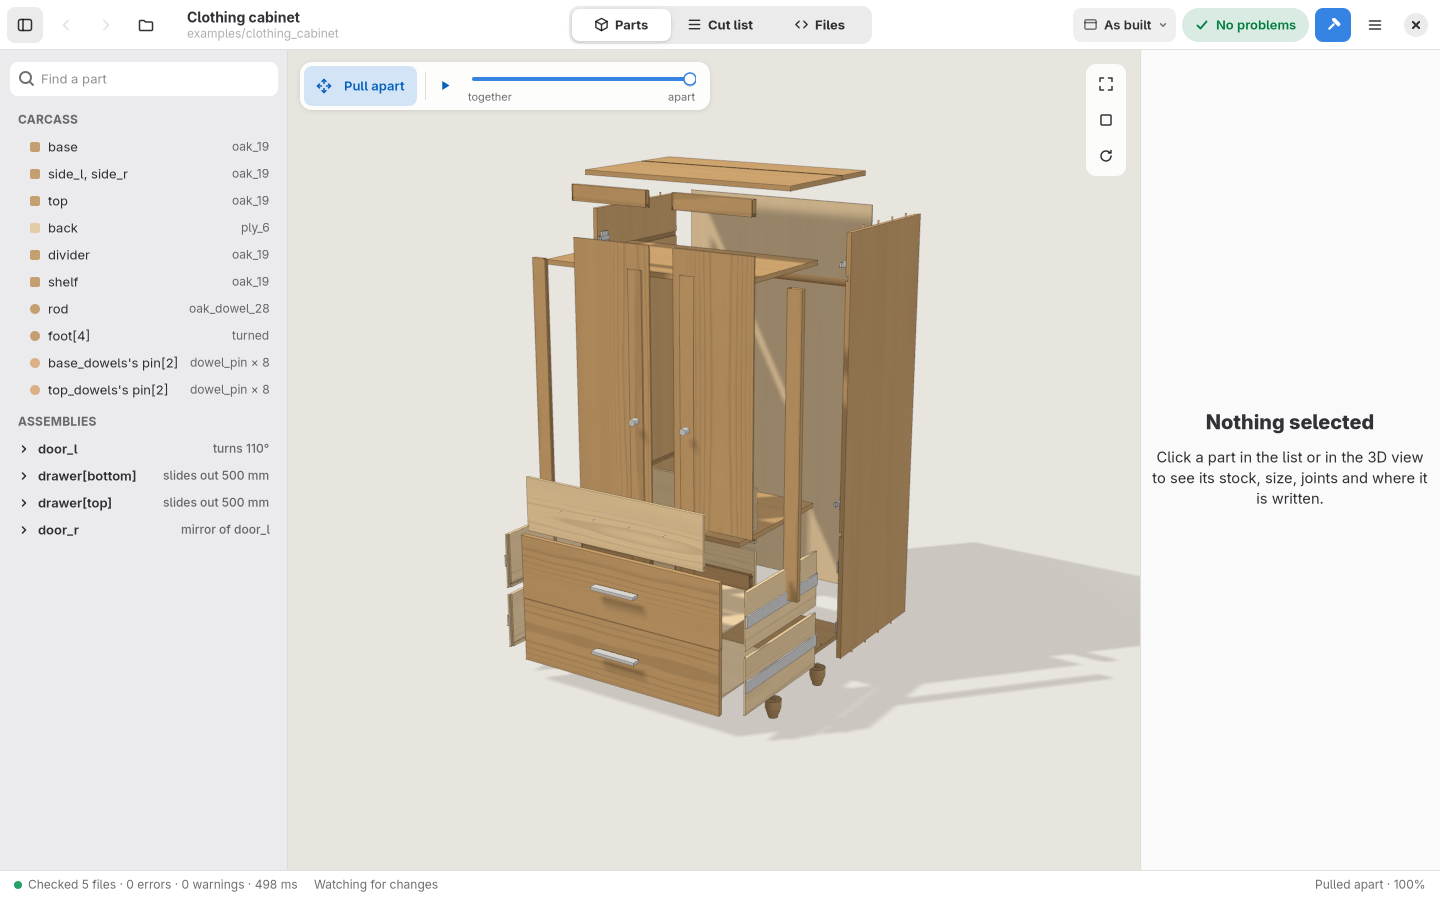 Clothing cabinet
examples/clothing_cabinet
Parts
Cut list
Files
As built
No problems
Find a part
Pull apart
together
apart
CARCASS
base oak_19
side_l, side_r oak_19
top oak_19
back ply_6
divider oak_19
shelf oak_19
rod oak_dowel_28
foot[4] turned
base_dowels's pin[2] dowel_pin × 8
top_dowels's pin[2] dowel_pin × 8
ASSEMBLIES
door_l turns 110°
drawer[bottom] slides out 500 mm
drawer[top] slides out 500 mm
door_r mirror of door_l
Nothing selected
Click a part in the list or in the 3D view
to see its stock, size, joints and where it
is written.
Checked 5 files · 0 errors · 0 warnings · 498 ms
Watching for changes
Pulled apart · 100%